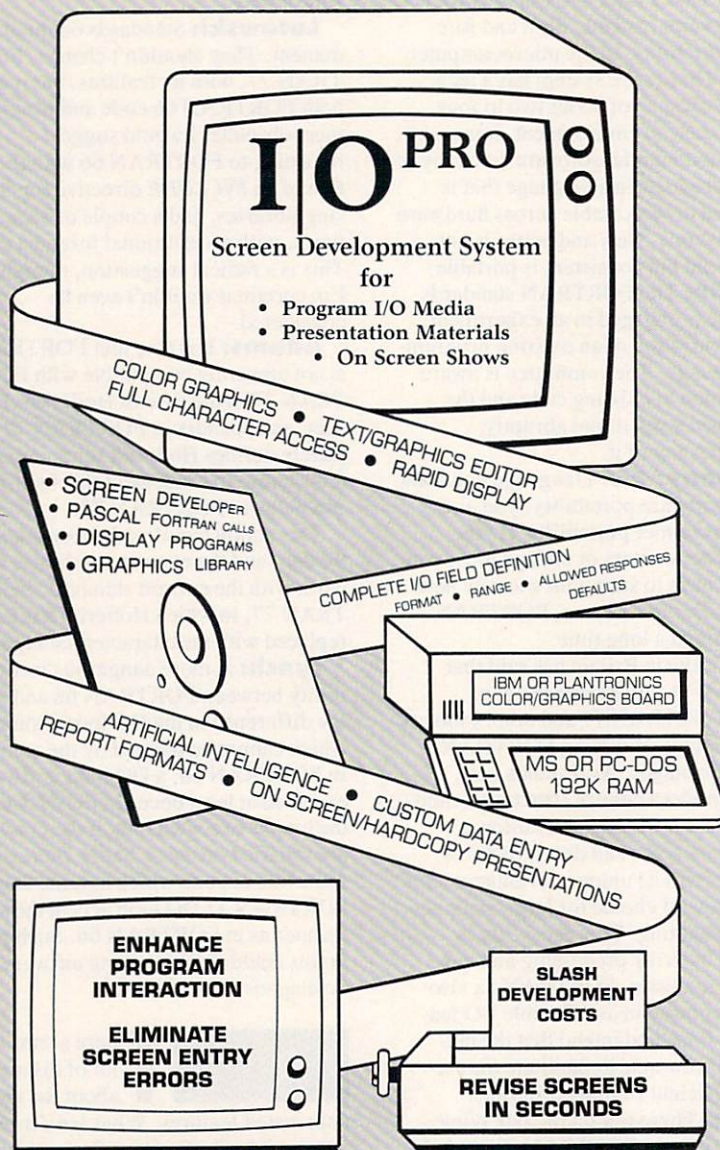 I/O PRO
Screen Development System
for
• Program I/O Media
• Presentation Materials
• On Screen Shows
COLOR GRAPHICS • TEXT/GRAPHICS EDITOR
FULL CHARACTER ACCESS • RAPID DISPLAY
• SCREEN DEVELOPER
• PASCAL FORTRAN CALLS
• DISPLAY PROGRAMS
• GRAPHICS LIBRARY
COMPLETE I/O FIELD DEFINITION
FORMAT • RANGE • ALLOWED RESPONSES
DEFAULTS
IBM OR PLANTRONICS
COLOR/GRAPHICS BOARD
MS OR PC-DOS
192K RAM
ARTIFICIAL INTELLIGENCE • CUSTOM DATA ENTRY
REPORT FORMATS • ON SCREEN/HARDCOPY PRESENTATIONS
ENHANCE
PROGRAM
INTERACTION
ELIMINATE
SCREEN ENTRY
ERRORS
SLASH
DEVELOPMENT
COSTS
REVISE SCREENS
IN SECONDS